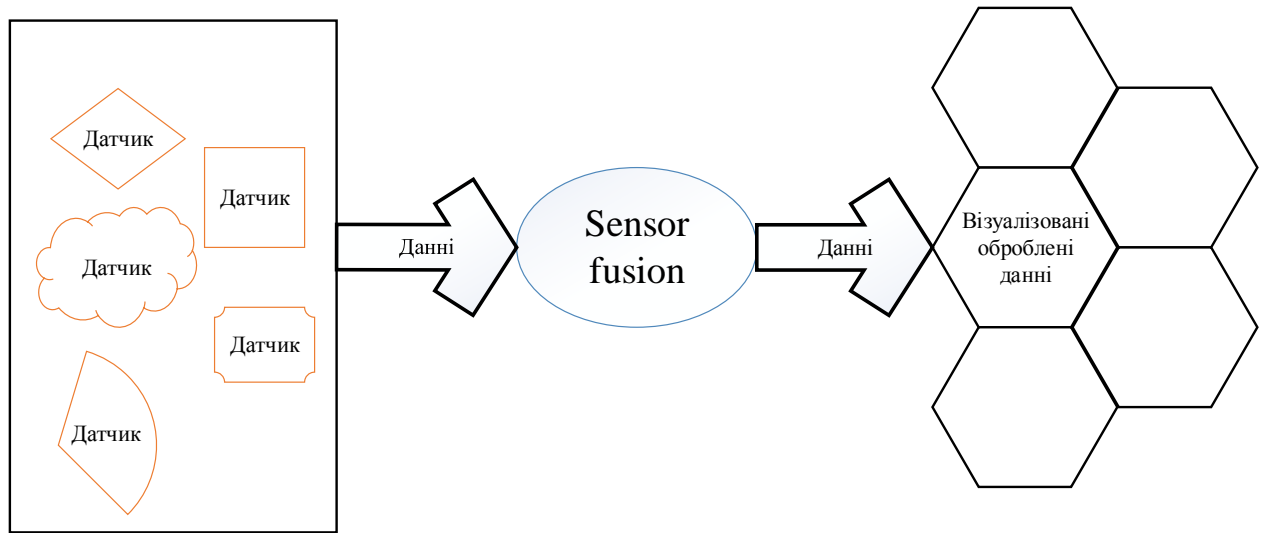 Датчик
Датчик
Датчик
Датчик
Датчик
Данні
Sensor
fusion
Данні
Візуалізовані
оброблені
данні